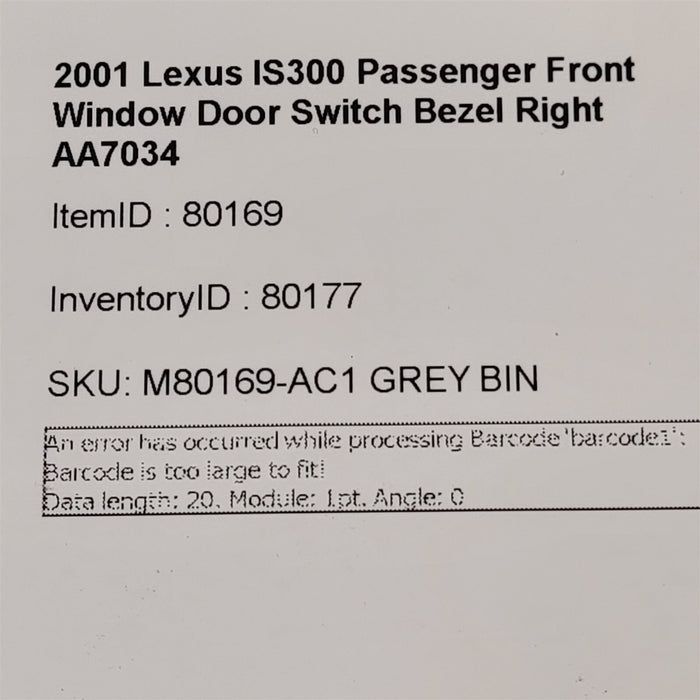 2001 Lexus IS300 Passenger Front
Window Door Switch Bezel Right
AA7034
ItemID : 80169
InventoryID : 80177
SKU: M80169-AC1 GREY BIN
An error has occurred while processing Barcode 'barcode1':
Barcode is too large to fit!
Data length: 20, Module: 1pt, Angle: 0